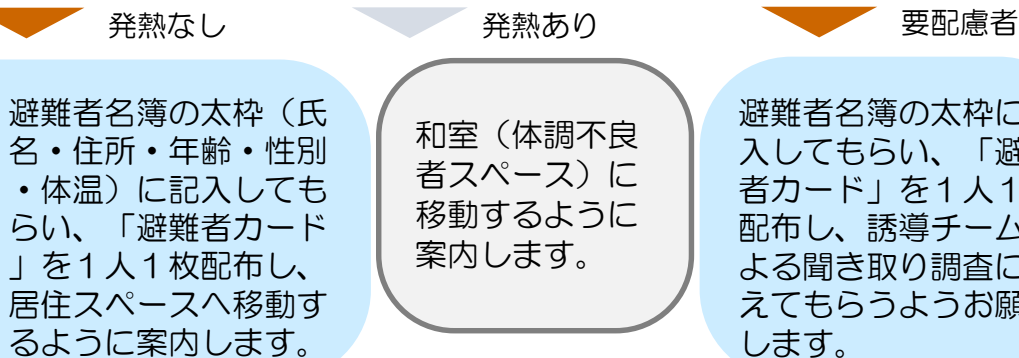 発熱なし
避難者名簿の太枠（氏
名・住所・年齢・性別
・体温）に記入しても
らい、「避難者カード
」を１人１枚配布し、
居住スペースへ移動す
るように案内します。
発熱あり
和室（体調不良
者スペース）に
移動するように
案内します。
要配慮者
避難者名簿の太枠に
入してもらい、「避
者カード」を１人１
配布し、誘導チーム
よる聞き取り調査に
えてもらうようお願
します。